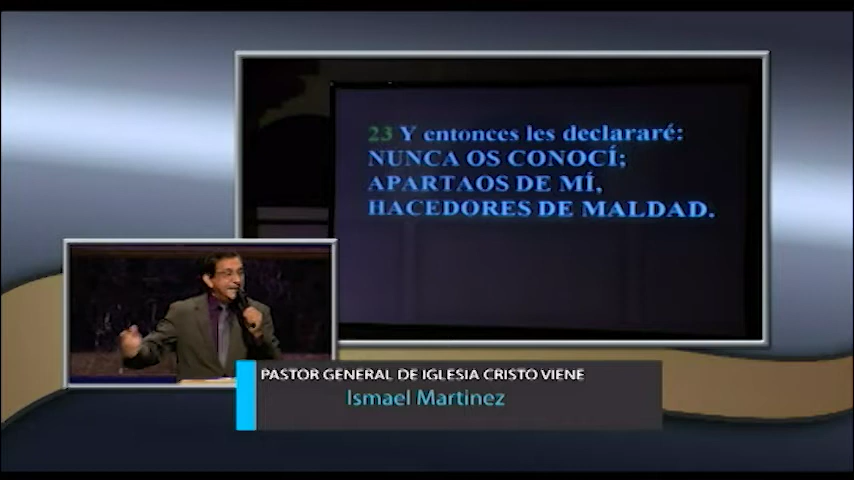 23 Y entonces les declararé:
NUNCA OS CONOCÍ;
APARTAOS DE MÍ,
HACEDORES DE MALDAD.
PASTOR GENERAL DE IGLESIA CRISTO VIENE
Ismael Martinez